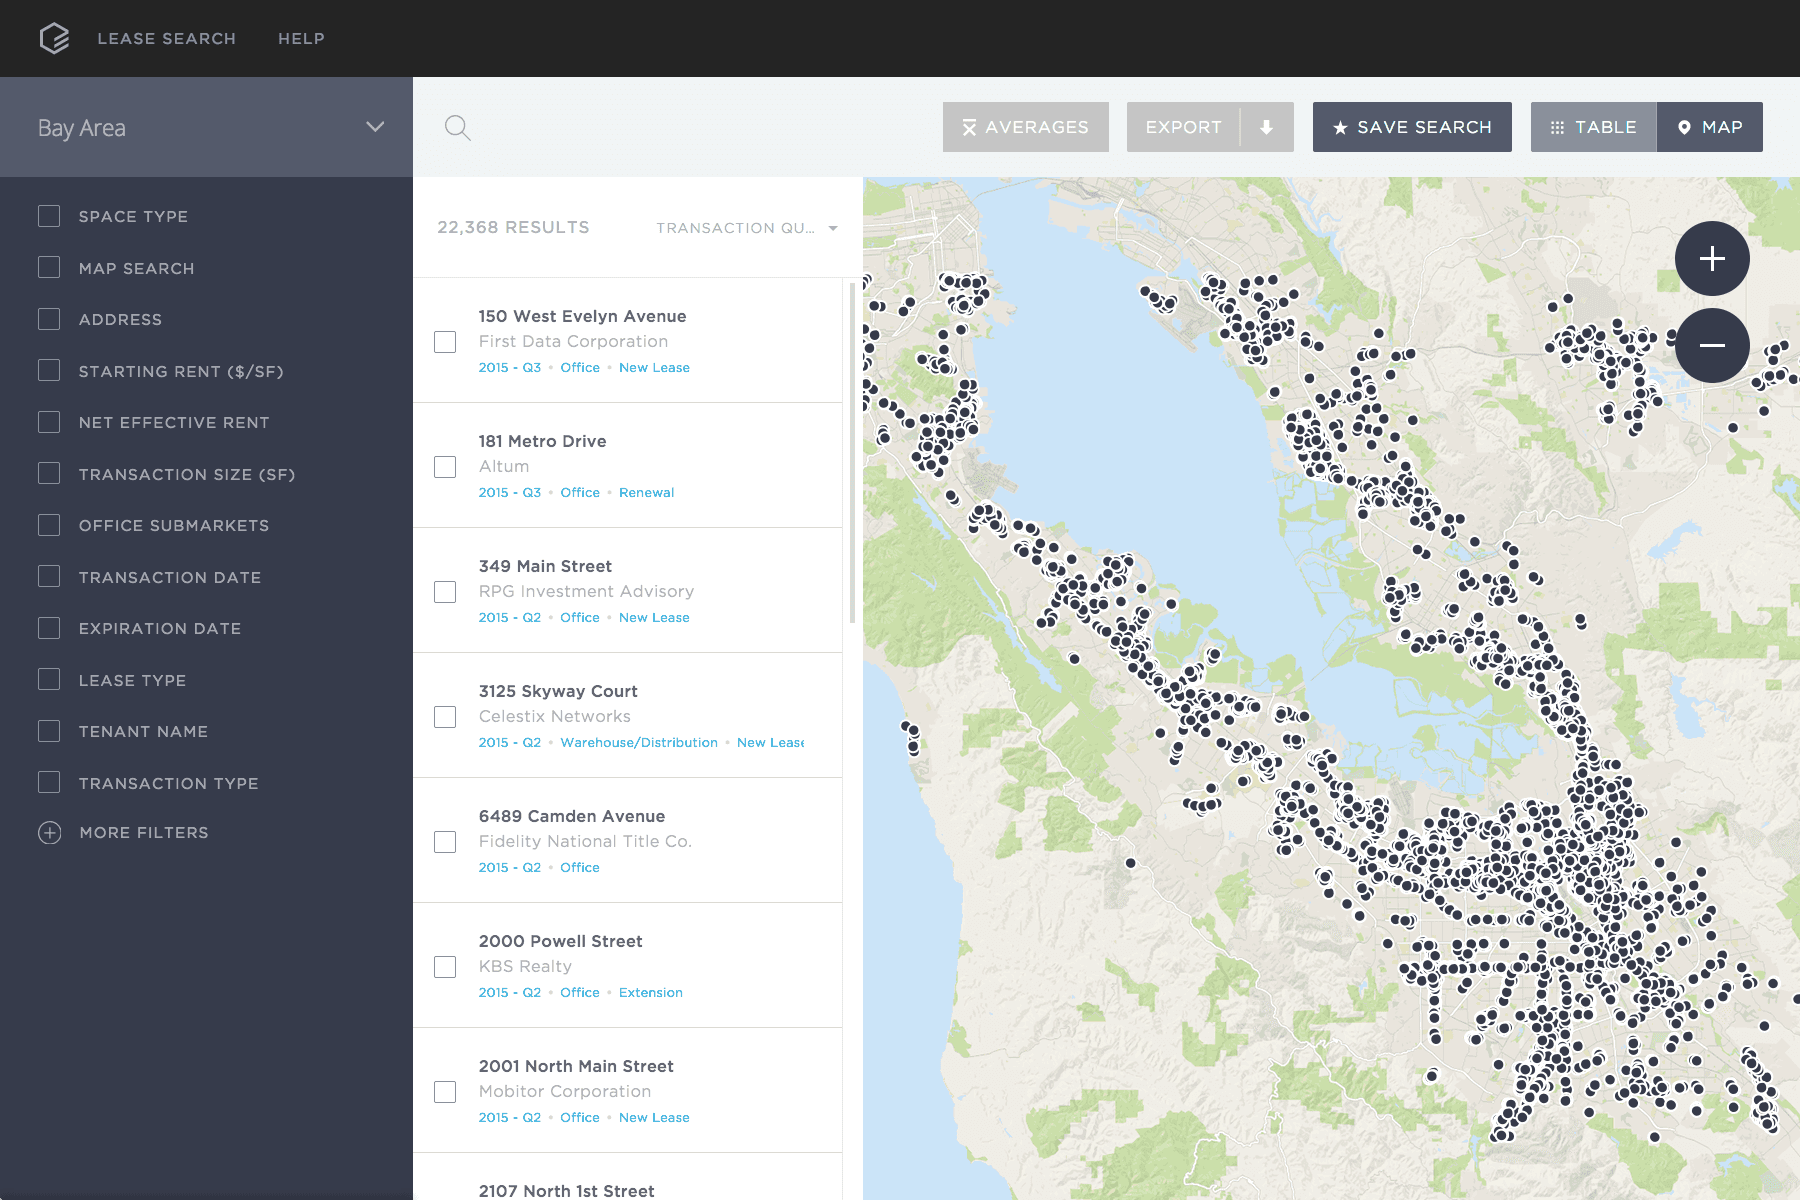 LEASE SEARCH HELP
Bay Area
AVERAGES EXPORT SAVE SEARCH TABLE MAP
SPACE TYPE
MAP SEARCH
ADDRESS
STARTING RENT ($/SF)
NET EFFECTIVE RENT
TRANSACTION SIZE (SF)
OFFICE SUBMARKETS
TRANSACTION DATE
EXPIRATION DATE
LEASE TYPE
TENANT NAME
TRANSACTION TYPE
MORE FILTERS
22,368 RESULTS TRANSACTION QU...
150 West Evelyn Avenue
First Data Corporation
2015 - Q3 • Office • New Lease
181 Metro Drive
Altum
2015 - Q3 • Office • Renewal
349 Main Street
RPG Investment Advisory
2015 - Q2 • Office • New Lease
3125 Skyway Court
Celestix Networks
2015 - Q2 • Warehouse/Distribution • New Lease
6489 Camden Avenue
Fidelity National Title Co.
2015 - Q2 • Office
2000 Powell Street
KBS Realty
2015 - Q2 • Office • Extension
2001 North Main Street
Mobitor Corporation
2015 - Q2 • Office • New Lease
2107 North 1st Street